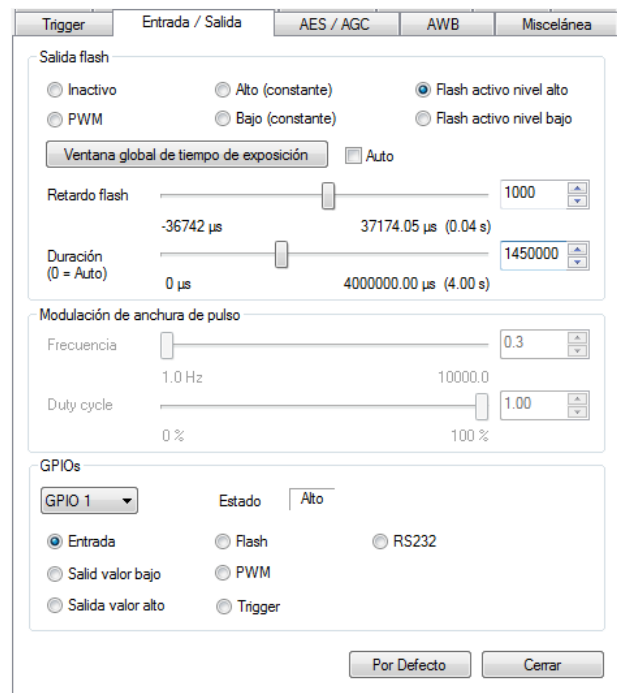 Trigger Entrada / Salida AES / AGC AWB Miscelánea
Salida flash
Inactivo Alto (constante) Flash activo nivel alto
PWM Bajo (constante) Flash activo nivel bajo
Ventana global de tiempo de exposición Auto
Retardo flash 1000
-36742 µs 37174.05 µs (0.04 s)
Duración 1450000
(0 = Auto)
0 µs 4000000.00 µs (4.00 s)
Modulación de anchura de pulso
Frecuencia 0.3
1.0 Hz 10000.0
Duty cycle 1.00
0 % 100 %
GPIOs
GPIO 1 Estado Alto
Entrada Flash RS232
Salid valor bajo PWM
Salida valor alto Trigger
Por Defecto Cerrar